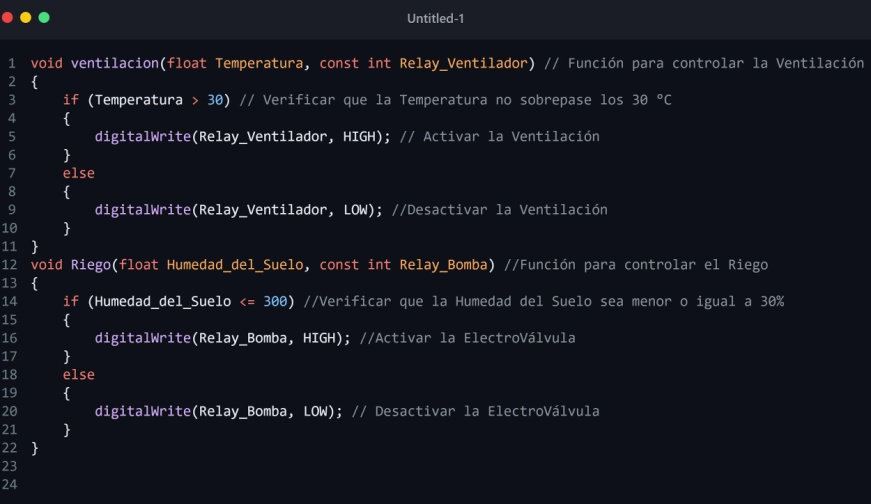 Untitled-1
1 void ventilacion(float Temperatura, const int Relay_Ventilador) // Función para controlar la Ventilación
2 {
3     if (Temperatura > 30) // Verificar que la Temperatura no sobrepase los 30 °C
4     {
5         digitalWrite(Relay_Ventilador, HIGH); // Activar la Ventilación
6     }
7     else
8     {
9         digitalWrite(Relay_Ventilador, LOW); //Desactivar la Ventilación
10     }
11 }
12 void Riego(float Humedad_del_Suelo, const int Relay_Bomba) //Función para controlar el Riego
13 {
14     if (Humedad_del_Suelo <= 300) //Verificar que la Humedad del Suelo sea menor o igual a 30%
15     {
16         digitalWrite(Relay_Bomba, HIGH); //Activar la ElectroVálvula
17     }
18     else
19     {
20         digitalWrite(Relay_Bomba, LOW); // Desactivar la ElectroVálvula
21     }
22 }
23
24